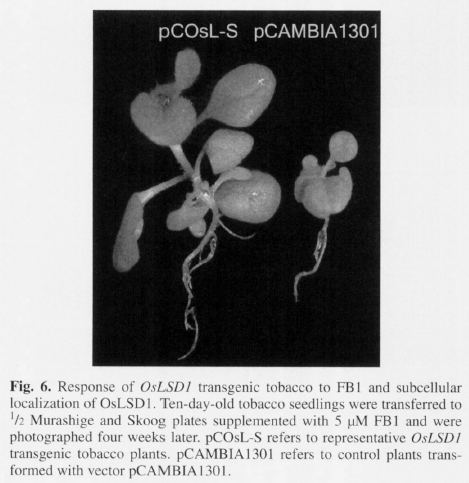 pCOsL-S pCAMBIA1301
Fig. 6. Response of OsLSD1 transgenic tobacco to FB1 and subcellular
localization of OsLSD1. Ten-day-old tobacco seedlings were transferred to
1/2 Murashige and Skoog plates supplemented with 5 μM FB1 and were
photographed four weeks later. pCOsL-S refers to representative OsLSD1
transgenic tobacco plants. pCAMBIA1301 refers to control plants trans-
formed with vector pCAMBIA1301.